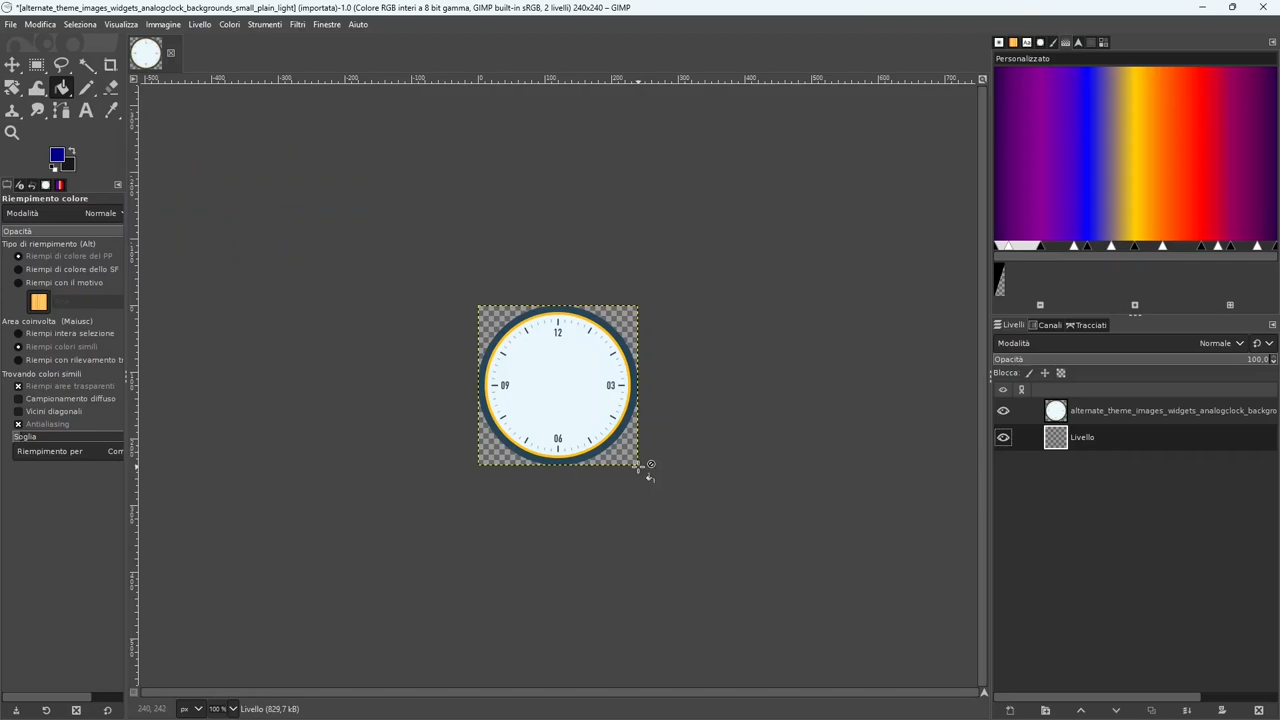 *[alternate_theme_images_widgets_analogclock_backgrounds_small_plain_light] (importata)-1.0 (Colore RGB interi a 8 bit gamma, GIMP built-in sRGB, 2 livelli) 240x240 – GIMP
File Modifica Seleziona Visualizza Immagine Livello Colori Strumenti Filtri Finestre Aiuto
Personalizzato
Riempimento colore
Modalità Normale
Opacità
Tipo di riempimento (Alt)
Riempi di colore del PP
Riempi di colore dello SF
Riempi con il motivo
Area coinvolta (Maiusc)
Riempi intera selezione
Riempi colori simili
Riempi con rilevamento tr
Trovando colori simili
Riempi aree trasparenti
Campionamento diffuso
Vicini diagonali
Antialiasing
Soglia
Riempimento per Com
12
09 03
06
Livelli Canali Tracciati
Modalità Normale
Opacità 100,0
Blocca:
alternate_theme_images_widgets_analogclock_backgro
Livello
240, 242 px 100 % Livello (829,7 kB)